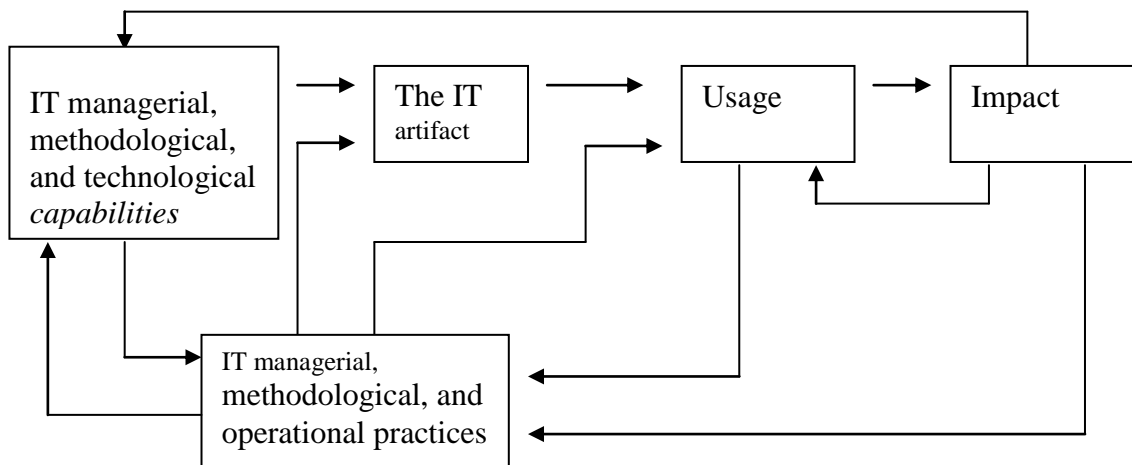 IT managerial,
methodological,
and technological
capabilities
The IT
artifact
Usage
Impact
IT managerial,
methodological, and
operational practices